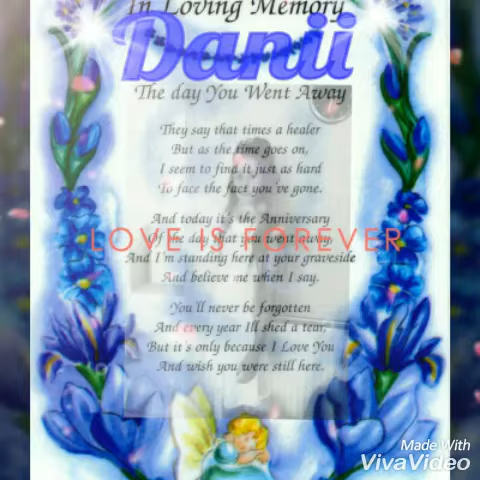 In Loving Memory
Danii
The day You Went Away
They say that times a healer
But as the time goes on,
I seem to find it just as hard
To face the fact you've gone.
And today it's the Anniversary
Of the day that you went away,
LOVE IS FOREVER
And I'm standing here at your graveside
And believe me when I say.
You'll never be forgotten
And every year Ill shed a tear,
But it's only because I Love You
And wish you were still here.
Made With
VivaVideo